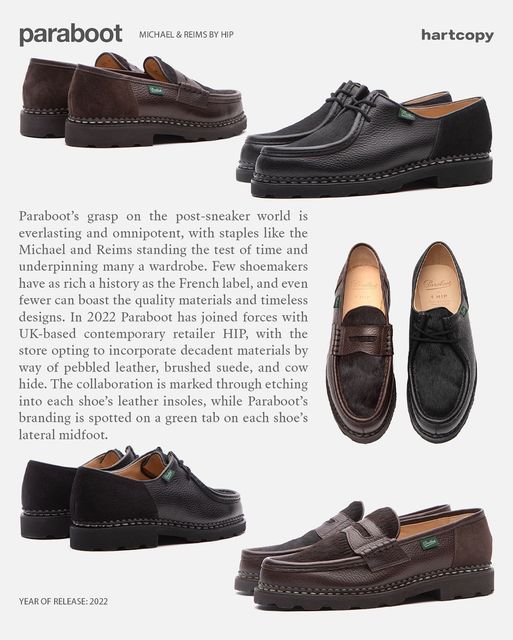 paraboot
MICHAEL & REIMS BY HIP
hartcopy
Paraboot's grasp on the post-sneaker world is
everlasting and omnipotent, with staples like the
Michael and Reims standing the test of time and
underpinning many a wardrobe. Few shoemakers
have as rich a history as the French label, and even
fewer can boast the quality materials and timeless
designs. In 2022 Paraboot has joined forces with
UK-based contemporary retailer HIP, with the
store opting to incorporate decadent materials by
way of pebbled leather, brushed suede, and cow
hide. The collaboration is marked through etching
into each shoe's leather insoles, while Paraboot's
branding is spotted on a green tab on each shoe's
lateral midfoot.
Paraboot
HIP
Paraboot
HIP
YEAR OF RELEASE: 2022